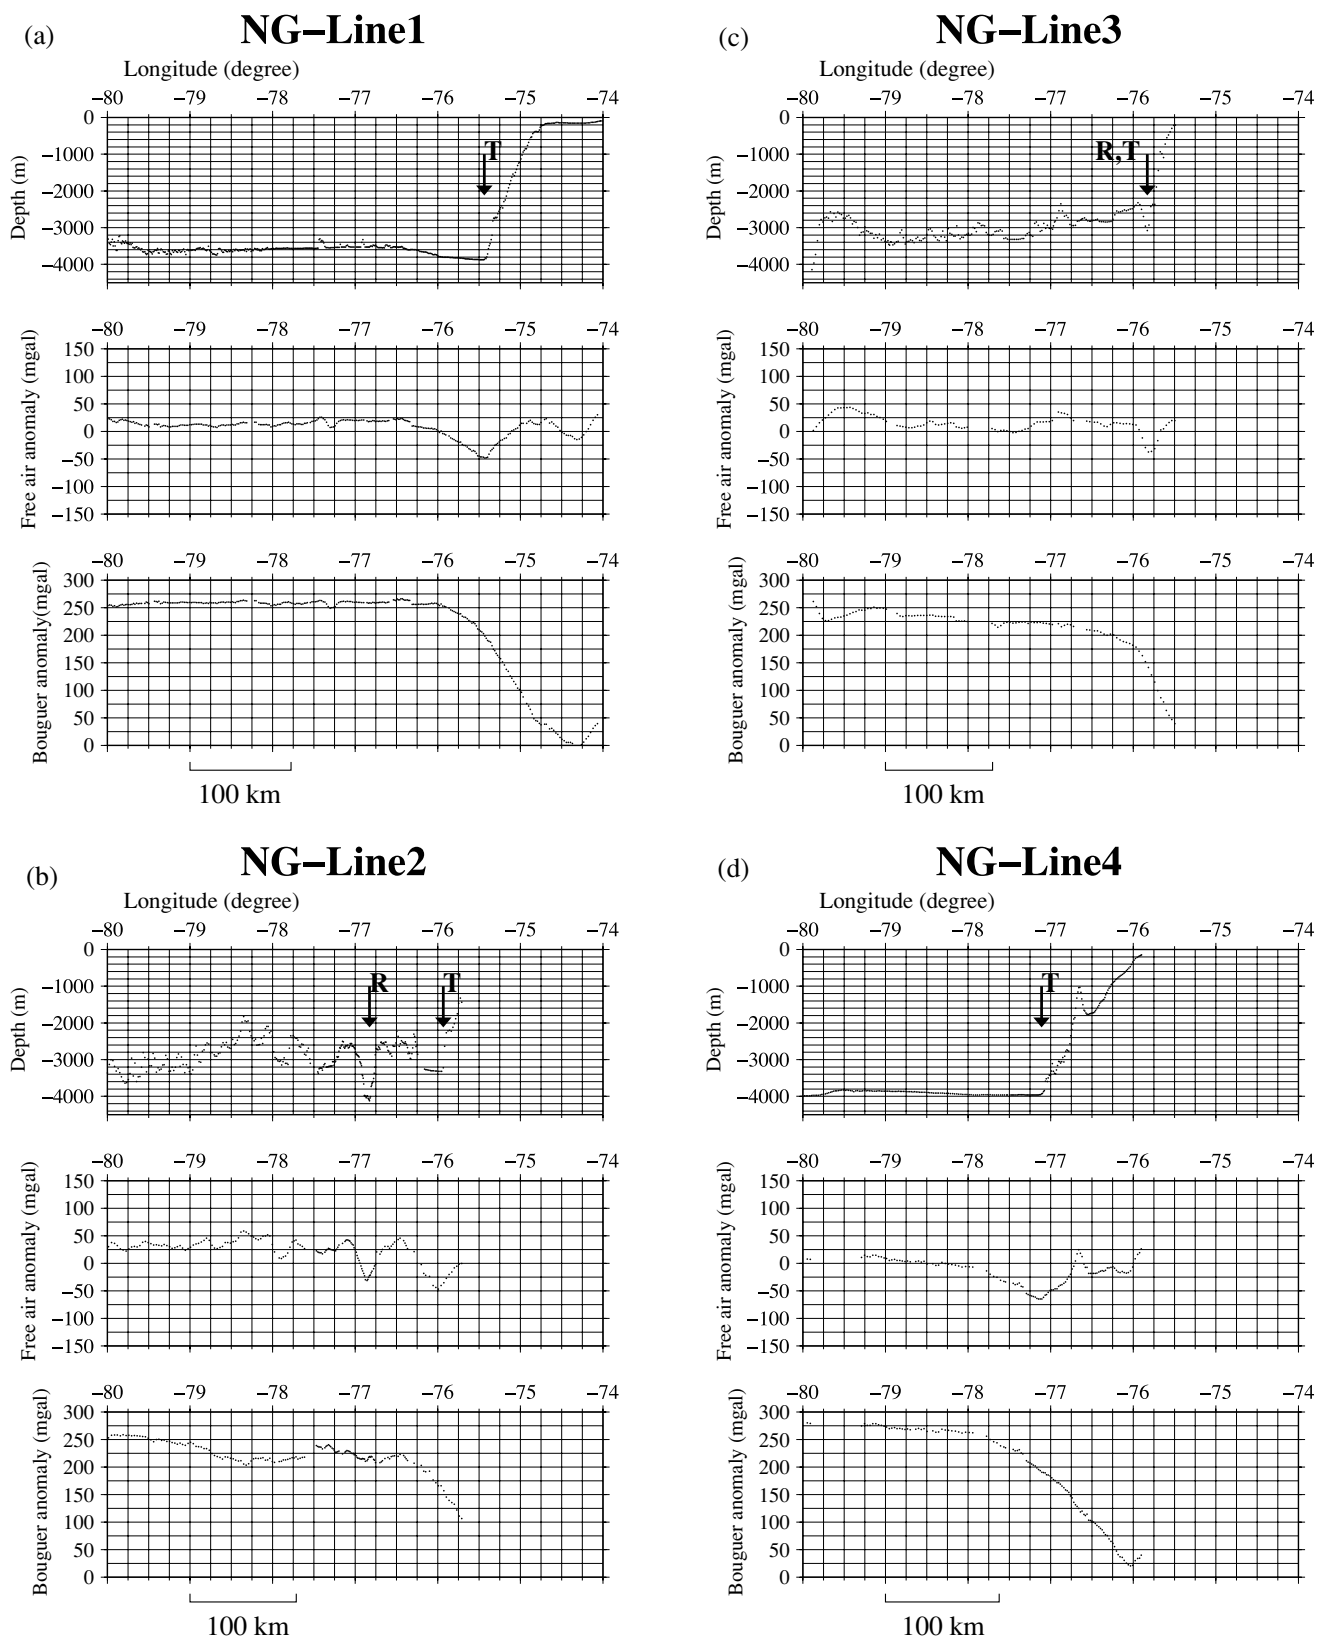 (a) NG−Line1
Longitude (degree)
−80 −79 −78 −77 −76 −75 −74
0
−1000
−2000
−3000
−4000
Depth (m)
T
−80 −79 −78 −77 −76 −75 −74
150
100
50
0
−50
−100
−150
Free air anomaly (mgal)
−80 −79 −78 −77 −76 −75 −74
300
250
200
150
100
50
0
Bouguer anomaly(mgal)
100 km
(b) NG−Line2
Longitude (degree)
−80 −79 −78 −77 −76 −75 −74
0
−1000
−2000
−3000
−4000
Depth (m)
R T
−80 −79 −78 −77 −76 −75 −74
150
100
50
0
−50
−100
−150
Free air anomaly (mgal)
−80 −79 −78 −77 −76 −75 −74
300
250
200
150
100
50
0
Bouguer anomaly (mgal)
100 km
(c) NG−Line3
Longitude (degree)
−80 −79 −78 −77 −76 −75 −74
0
−1000
−2000
−3000
−4000
Depth (m)
R,T
−80 −79 −78 −77 −76 −75 −74
150
100
50
0
−50
−100
−150
Free air anomaly (mgal)
−80 −79 −78 −77 −76 −75 −74
300
250
200
150
100
50
0
Bouguer anomaly (mgal)
100 km
(d) NG−Line4
Longitude (degree)
−80 −79 −78 −77 −76 −75 −74
0
−1000
−2000
−3000
−4000
Depth (m)
T
−80 −79 −78 −77 −76 −75 −74
150
100
50
0
−50
−100
−150
Free air anomaly (mgal)
−80 −79 −78 −77 −76 −75 −74
300
250
200
150
100
50
0
Bouguer anomaly (mgal)
100 km